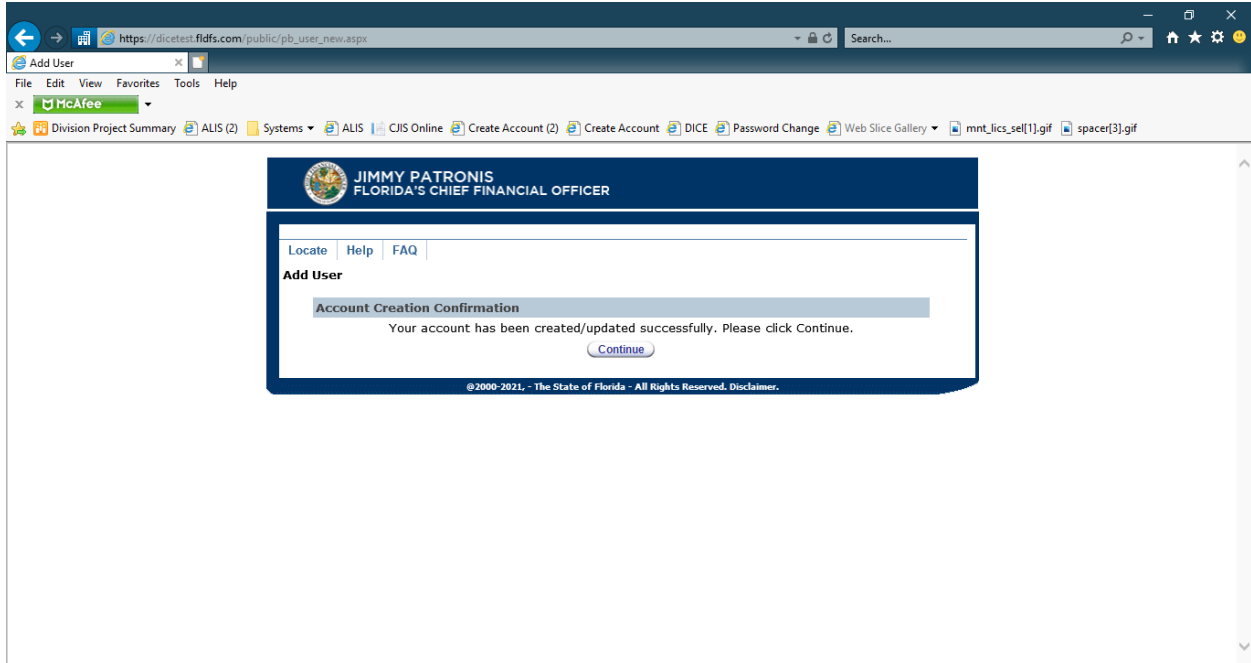 https://dicetest.fldfs.com/public/pb_user_new.aspx
Search...
Add User
File Edit View Favorites Tools Help
x McAfee
Division Project Summary ALIS (2) Systems ALIS CJIS Online Create Account (2) Create Account DICE Password Change Web Slice Gallery mnt_lics_sel[1].gif spacer[3].gif
JIMMY PATRONIS
FLORIDA'S CHIEF FINANCIAL OFFICER
Locate Help FAQ
Add User
Account Creation Confirmation
Your account has been created/updated successfully. Please click Continue.
Continue
@2000-2021, - The State of Florida - All Rights Reserved. Disclaimer.